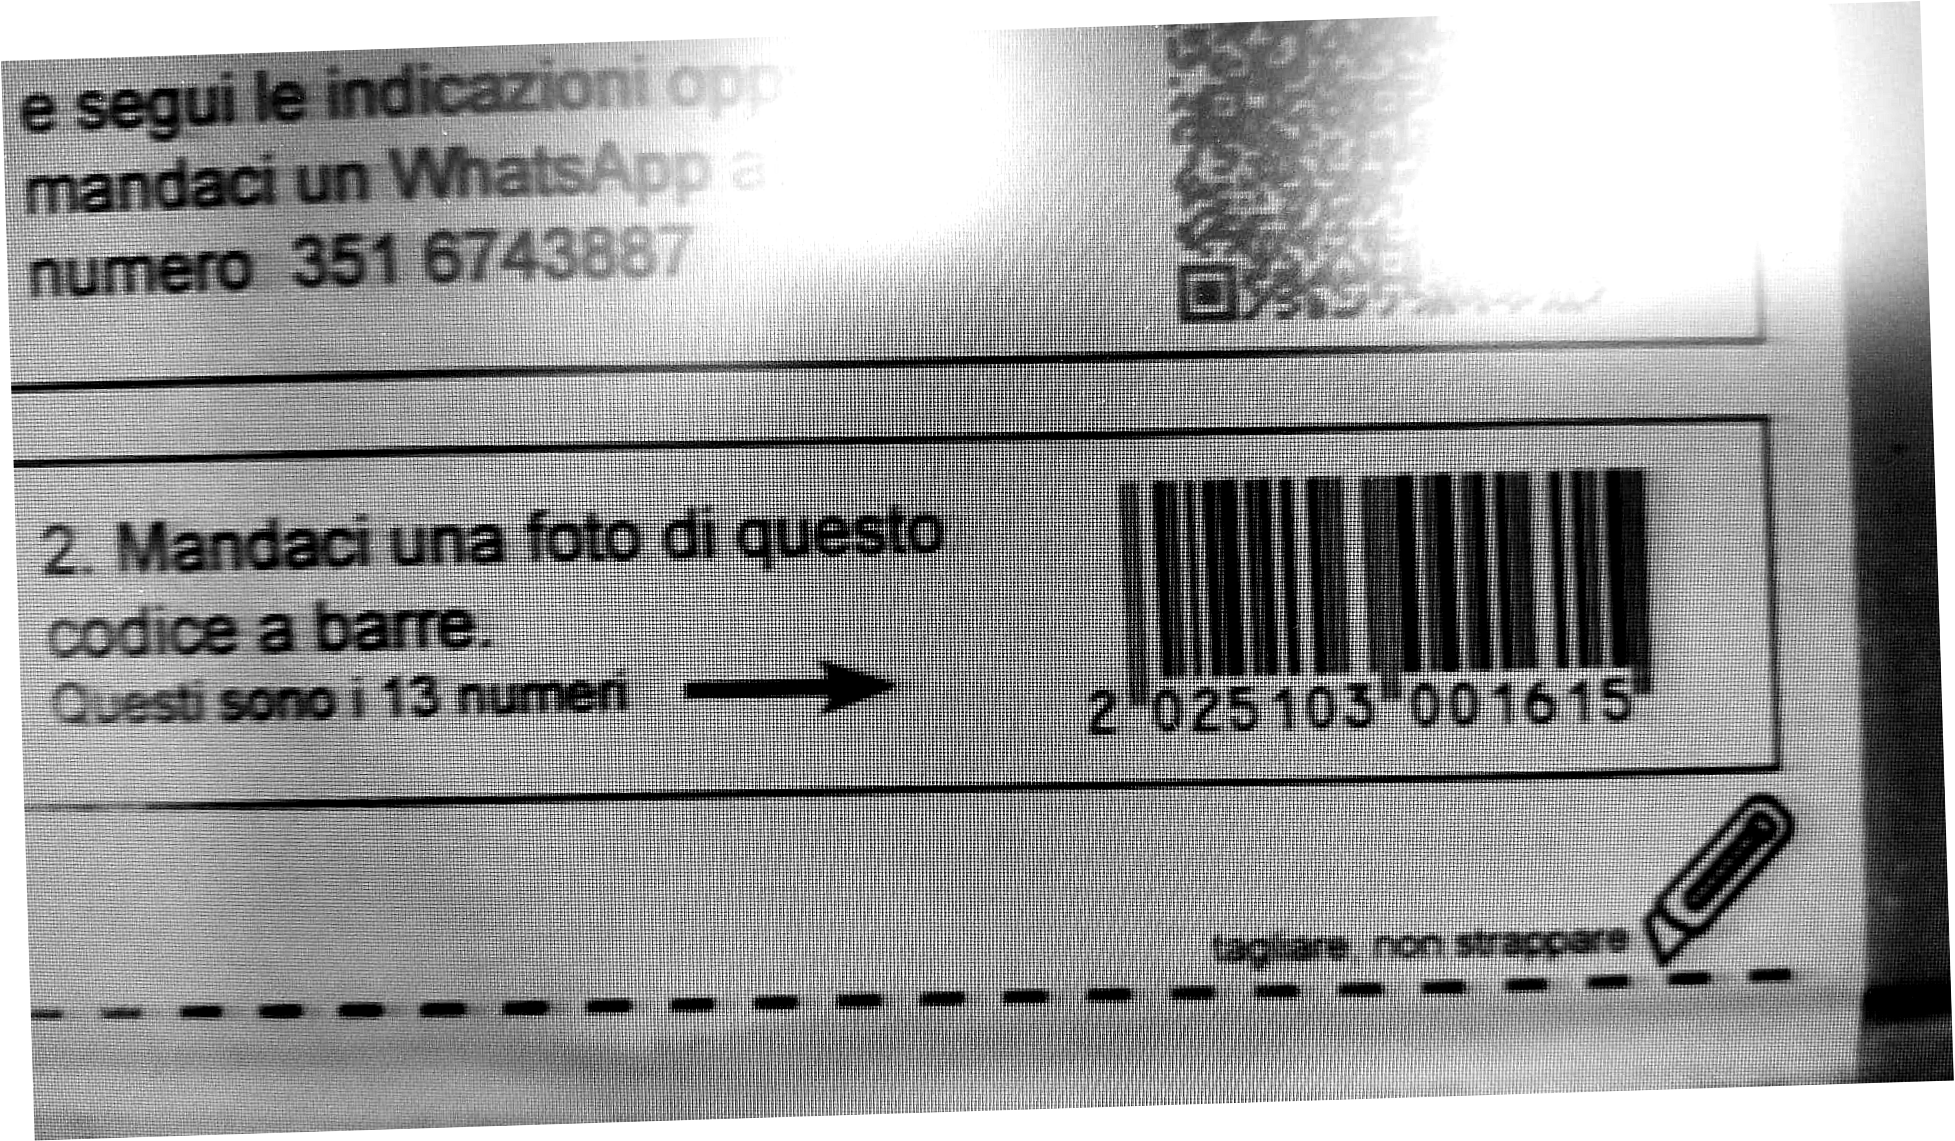 e segui le indicazioni opp
mandaci un WhatsApp a
numero 351 6743887
2. Mandaci una foto di questo
codice a barre.
Questi sono i 13 numeri
2 025103 001615
tagliare, non strappare